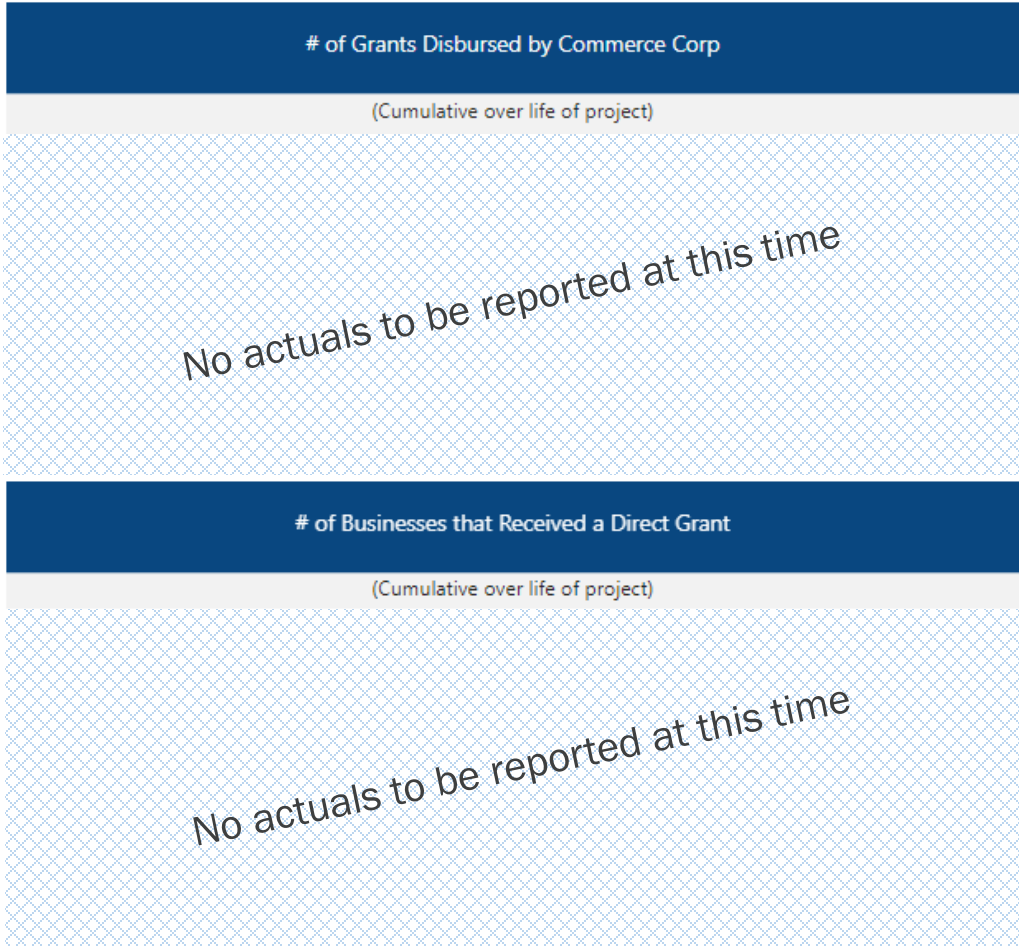 # of Grants Disbursed by Commerce Corp
(Cumulative over life of project)
No actuals to be reported at this time
# of Businesses that Received a Direct Grant
(Cumulative over life of project)
No actuals to be reported at this time